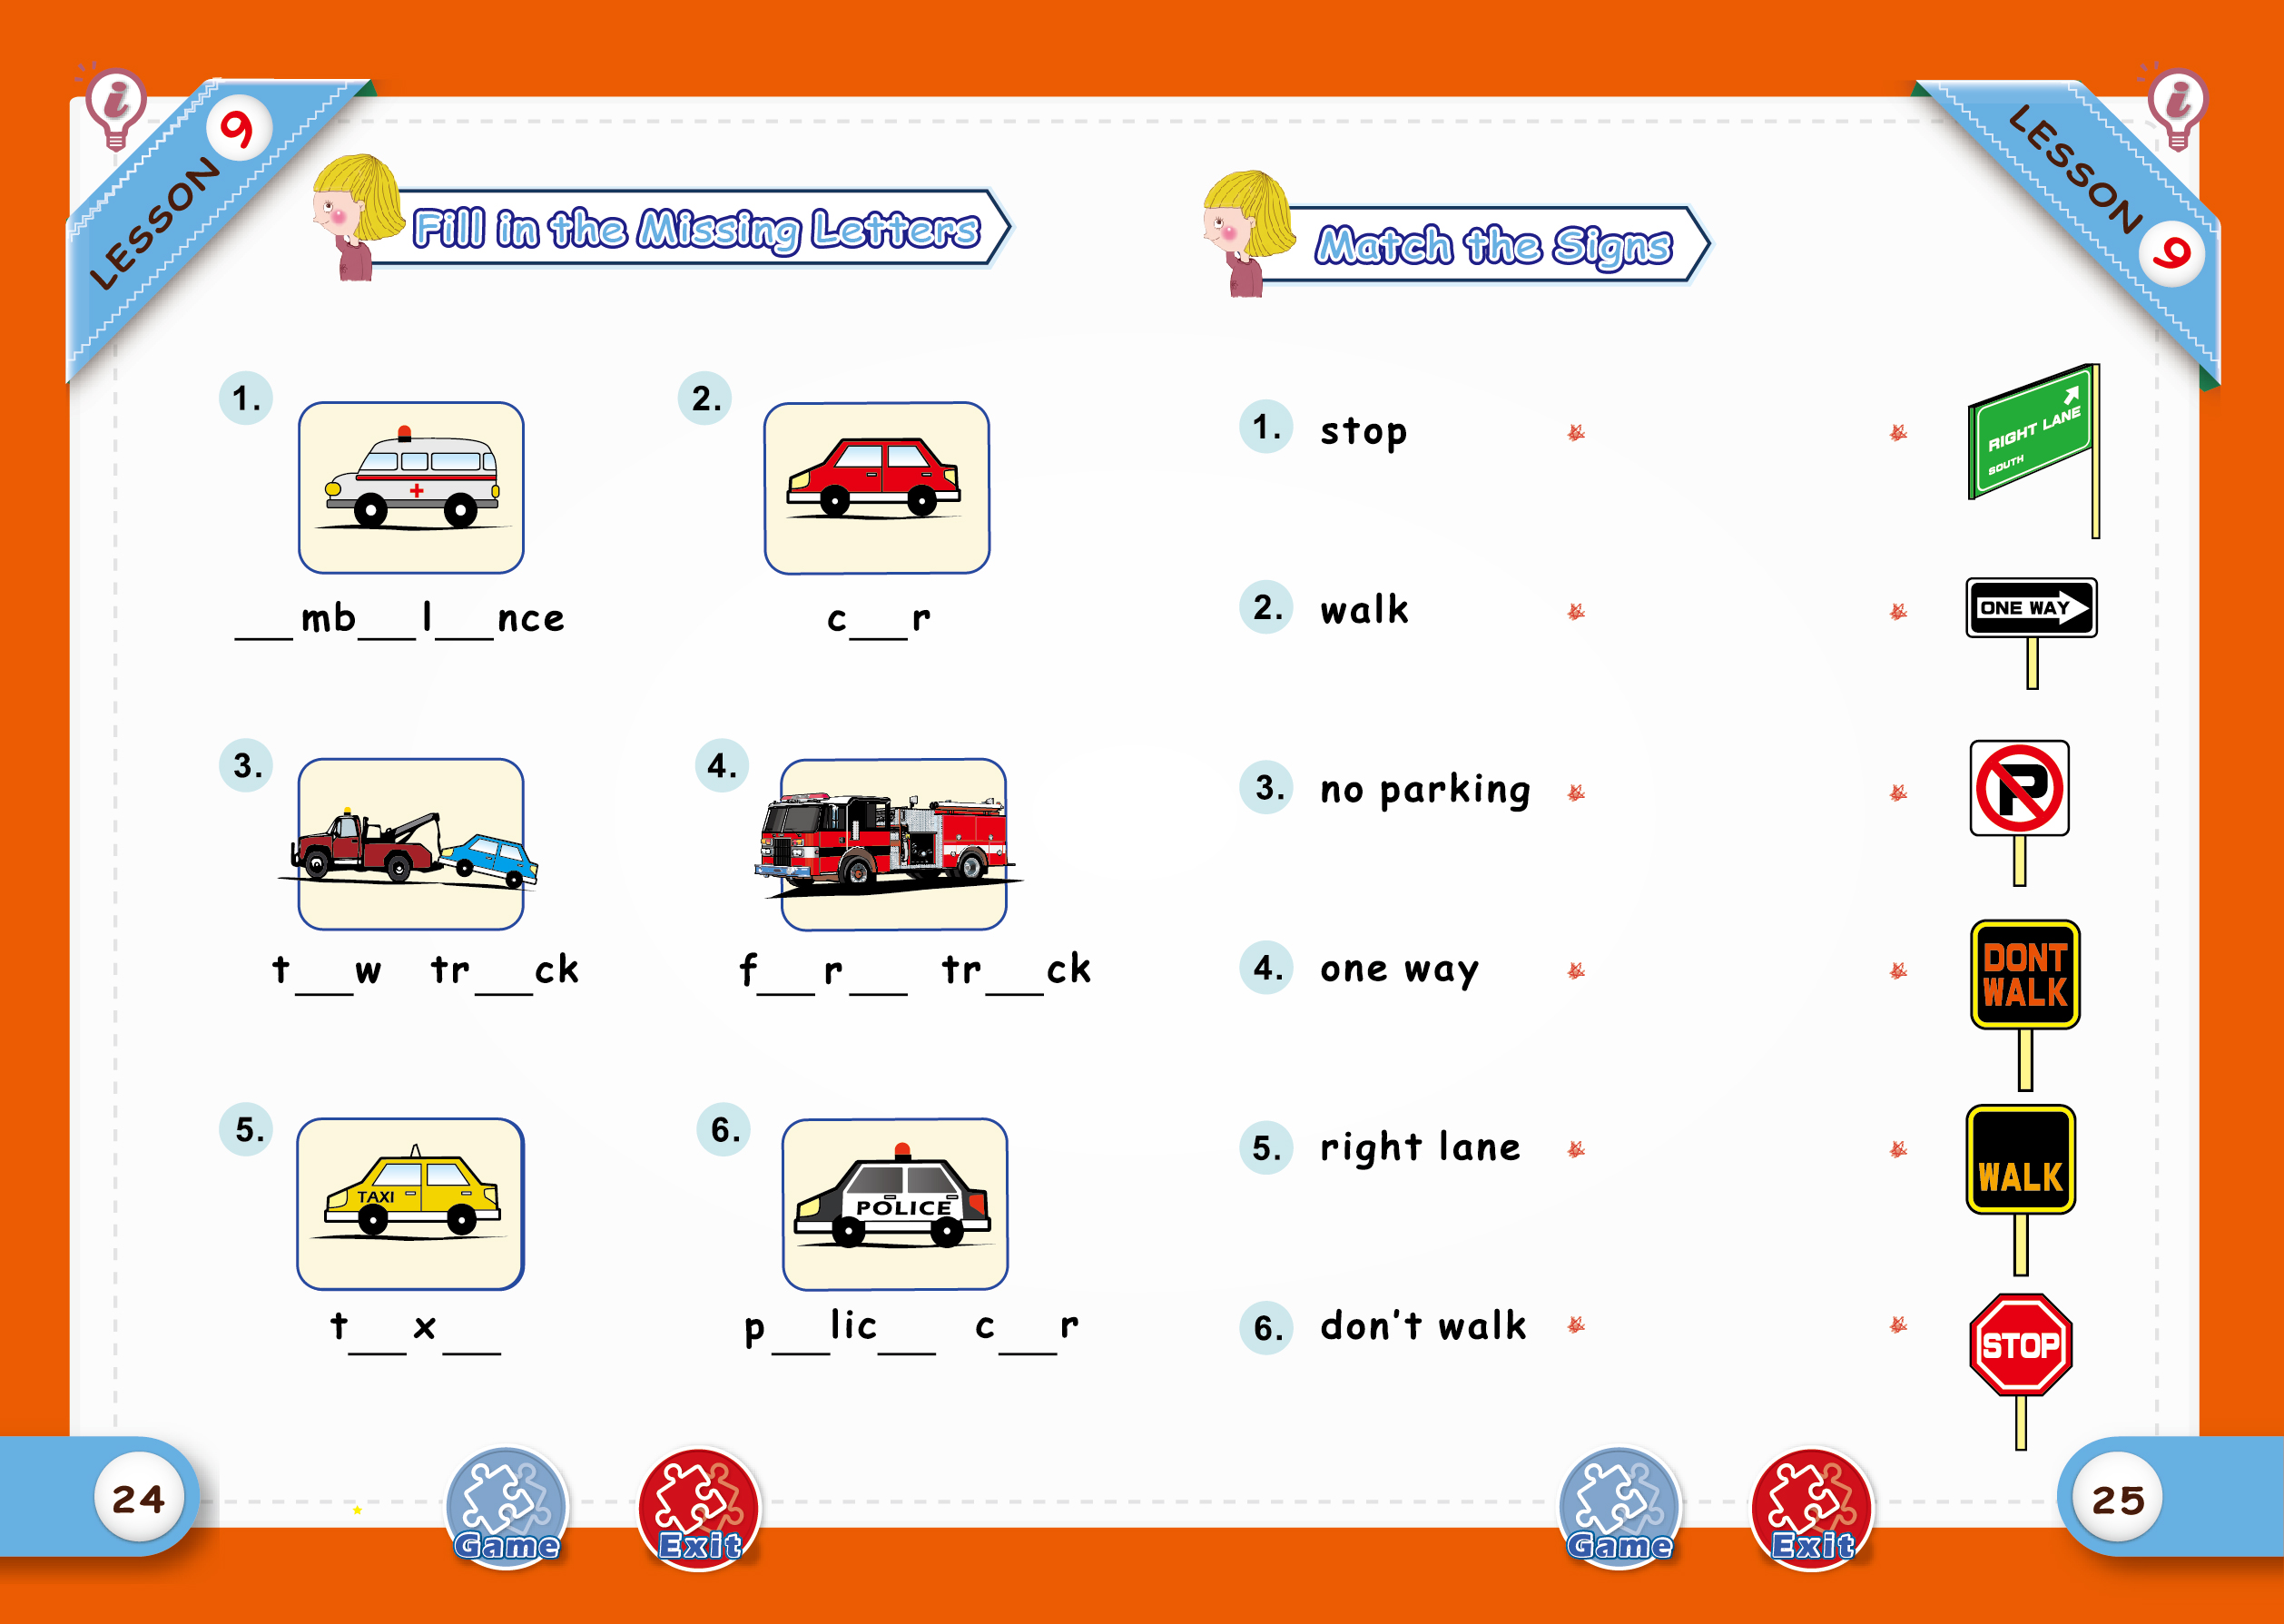 LESSON 9
Fill in the Missing Letters
1.
2.
___mb___l___nce
c___r
3.
4.
t___w tr___ck
f___r___ tr___ck
5.
TAXI
6.
POLICE
t___x___
p___lic___ c___r
24
Game
Exit
LESSON 9
Match the Signs
1. stop
RIGHT LANE
SOUTH
2. walk
ONE WAY
3. no parking
P
4. one way
DONT
WALK
5. right lane
WALK
6. don't walk
STOP
Game
Exit
25
i
i